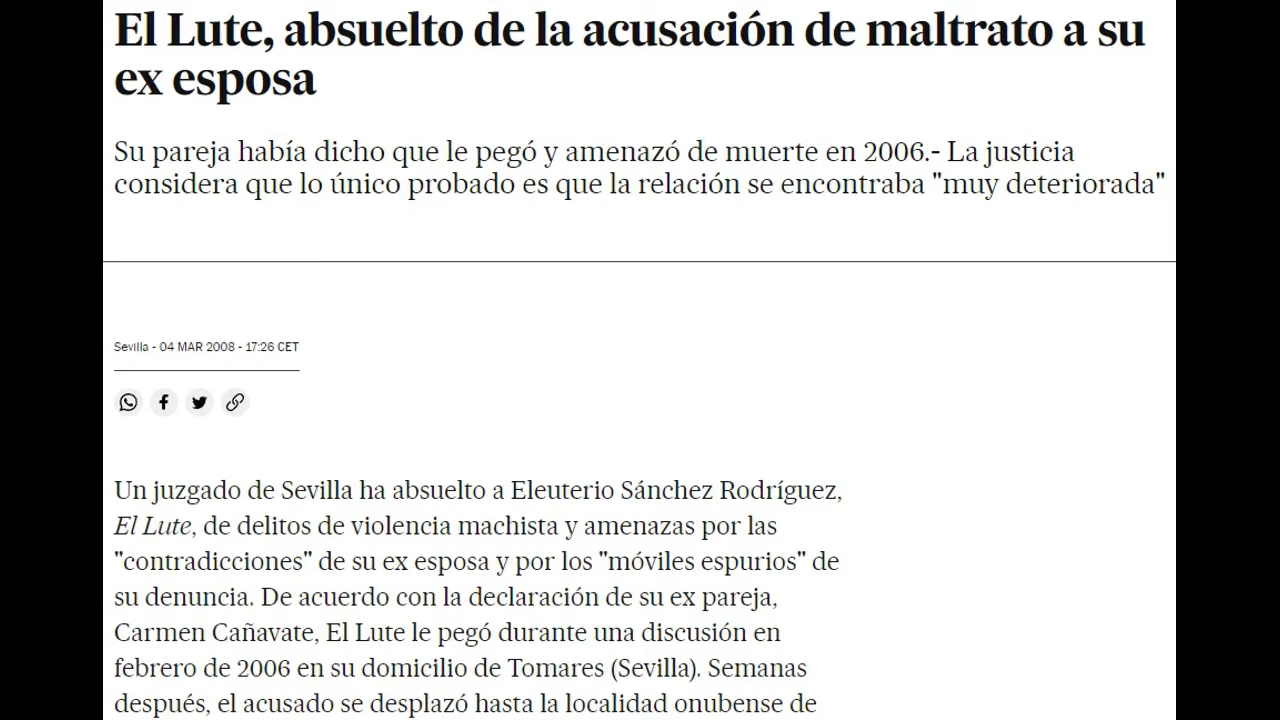 El Lute, absuelto de la acusación de maltrato a su
ex esposa
Su pareja había dicho que le pegó y amenazó de muerte en 2006.- La justicia
considera que lo único probado es que la relación se encontraba "muy deteriorada"
Sevilla - 04 MAR 2008 - 17:26 CET
Un juzgado de Sevilla ha absuelto a Eleuterio Sánchez Rodríguez,
El Lute, de delitos de violencia machista y amenazas por las
"contradicciones" de su ex esposa y por los "móviles espurios" de
su denuncia. De acuerdo con la declaración de su ex pareja,
Carmen Cañavate, El Lute le pegó durante una discusión en
febrero de 2006 en su domicilio de Tomares (Sevilla). Semanas
después, el acusado se desplazó hasta la localidad onubense de